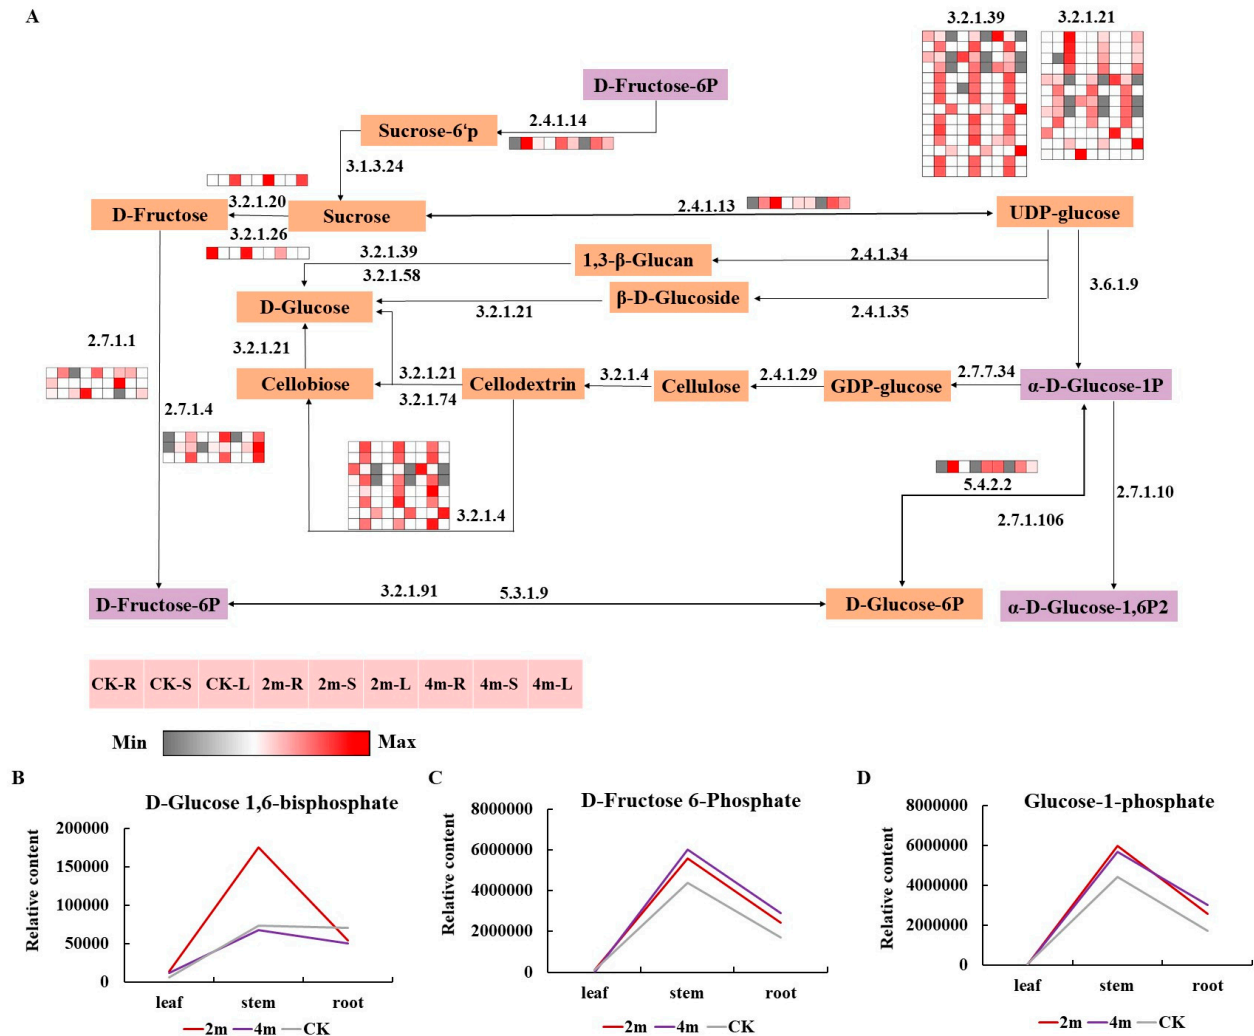 A
3.2.1.39
3.2.1.21
D-Fructose-6P
2.4.1.14
Sucrose-6‘p
3.1.3.24
3.2.1.20
D-Fructose
Sucrose
2.4.1.13
UDP-glucose
3.2.1.26
3.2.1.39
1,3-β-Glucan
2.4.1.34
3.2.1.58
3.6.1.9
D-Glucose
β-D-Glucoside
3.2.1.21
2.4.1.35
2.7.1.1
3.2.1.21
Cellobiose
3.2.1.21
Cellodextrin
3.2.1.4
Cellulose
2.4.1.29
GDP-glucose
2.7.7.34
α-D-Glucose-1P
3.2.1.74
2.7.1.4
5.4.2.2
2.7.1.10
3.2.1.4
2.7.1.106
3.2.1.91
5.3.1.9
D-Fructose-6P
D-Glucose-6P
α-D-Glucose-1,6P2
CK-R CK-S CK-L 2m-R 2m-S 2m-L 4m-R 4m-S 4m-L
Min
Max
B
D-Glucose 1,6-bisphosphate
200000
150000
100000
50000
0
Relative content
leaf stem root
2m 4m CK
C
D-Fructose 6-Phosphate
8000000
6000000
4000000
2000000
0
Relative content
leaf stem root
2m 4m CK
D
Glucose-1-phosphate
8000000
6000000
4000000
2000000
0
Relative content
leaf stem root
2m 4m CK